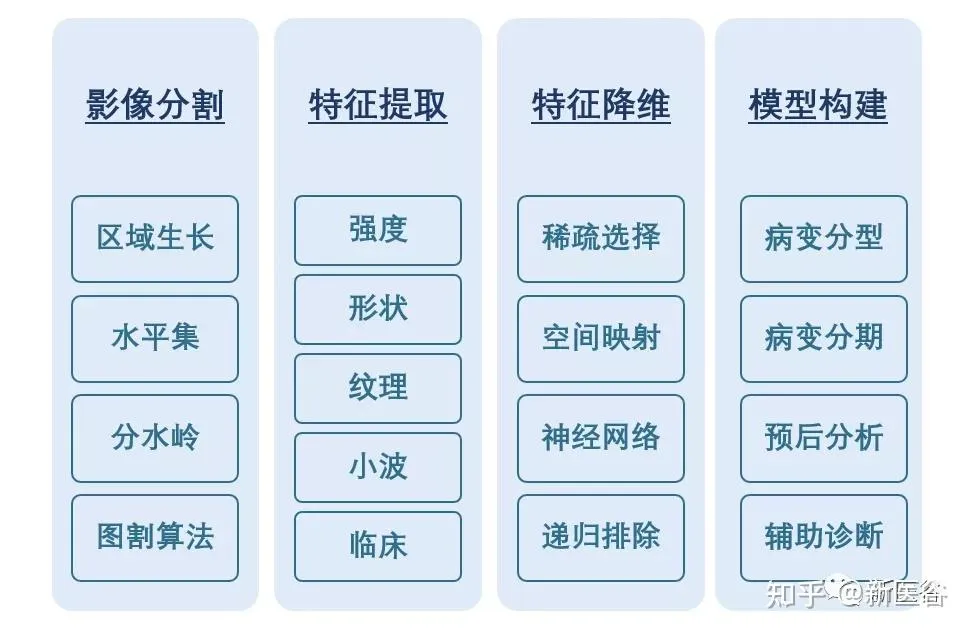 影像分割
区域生长
水平集
分水岭
图割算法
特征提取
强度
形状
纹理
小波
临床
特征降维
稀疏选择
空间映射
神经网络
递归排除
模型构建
病变分型
病变分期
预后分析
辅助诊断
知乎 @新医谷